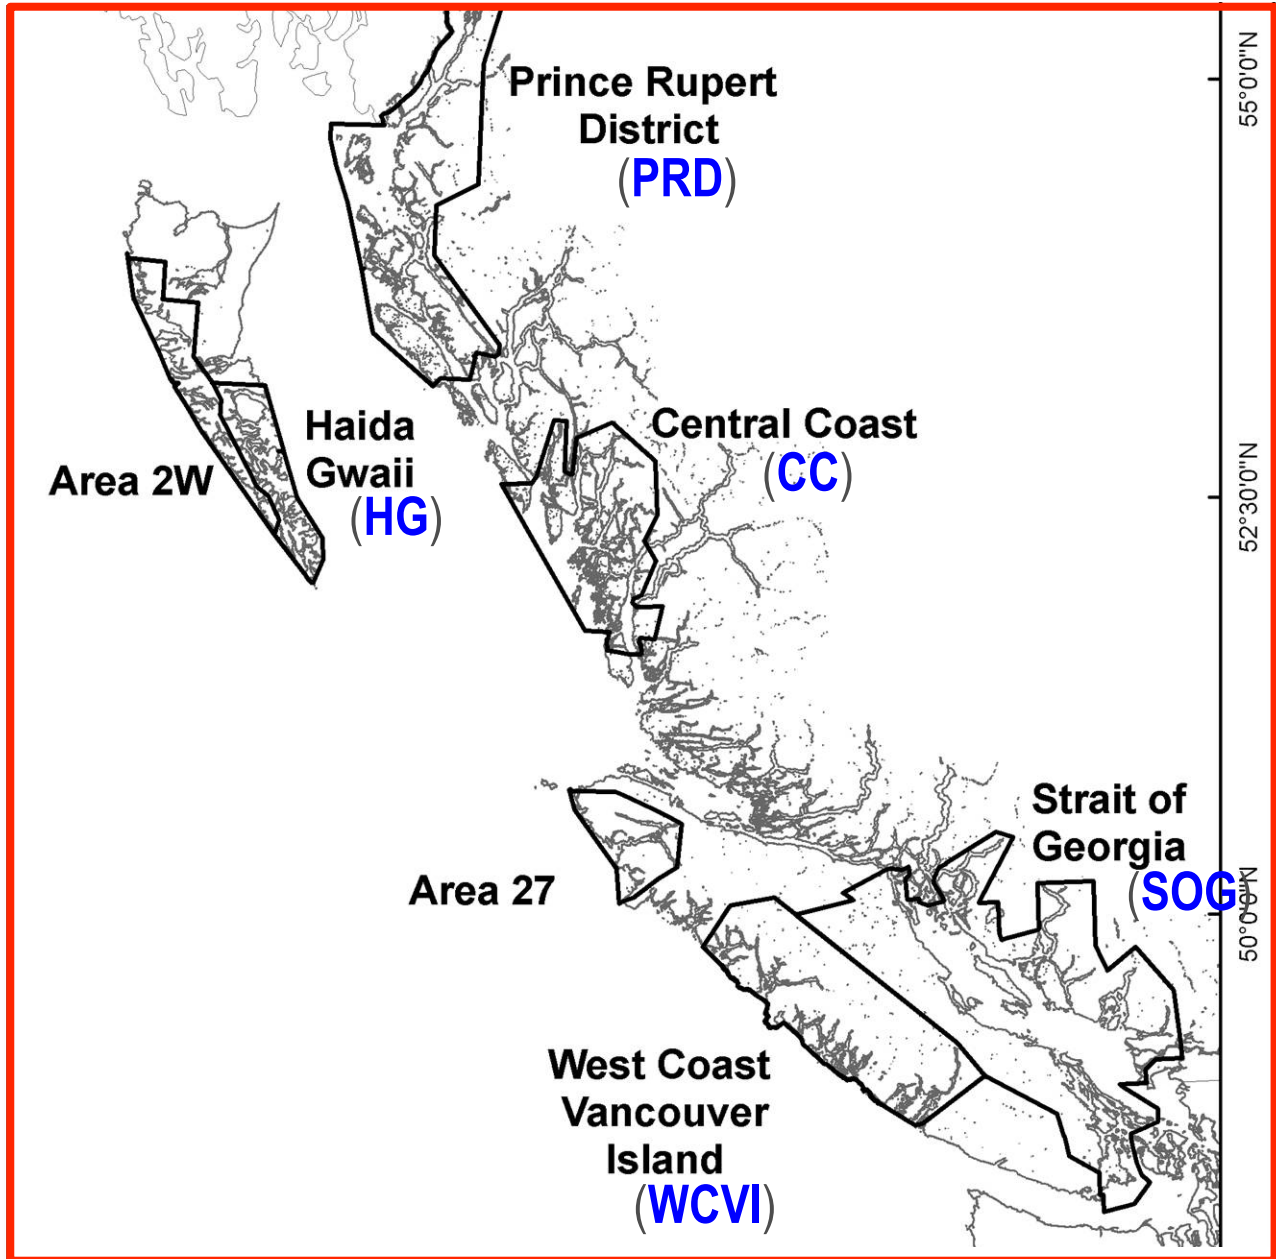 55°0'0"N
Prince Rupert
District
(PRD)
Central Coast
(CC)
Haida
Gwaii
(HG)
Area 2W
52°30'0"N
Strait of
Georgia
(SOG)
50°0'0"N
Area 27
West Coast
Vancouver
Island
(WCVI)